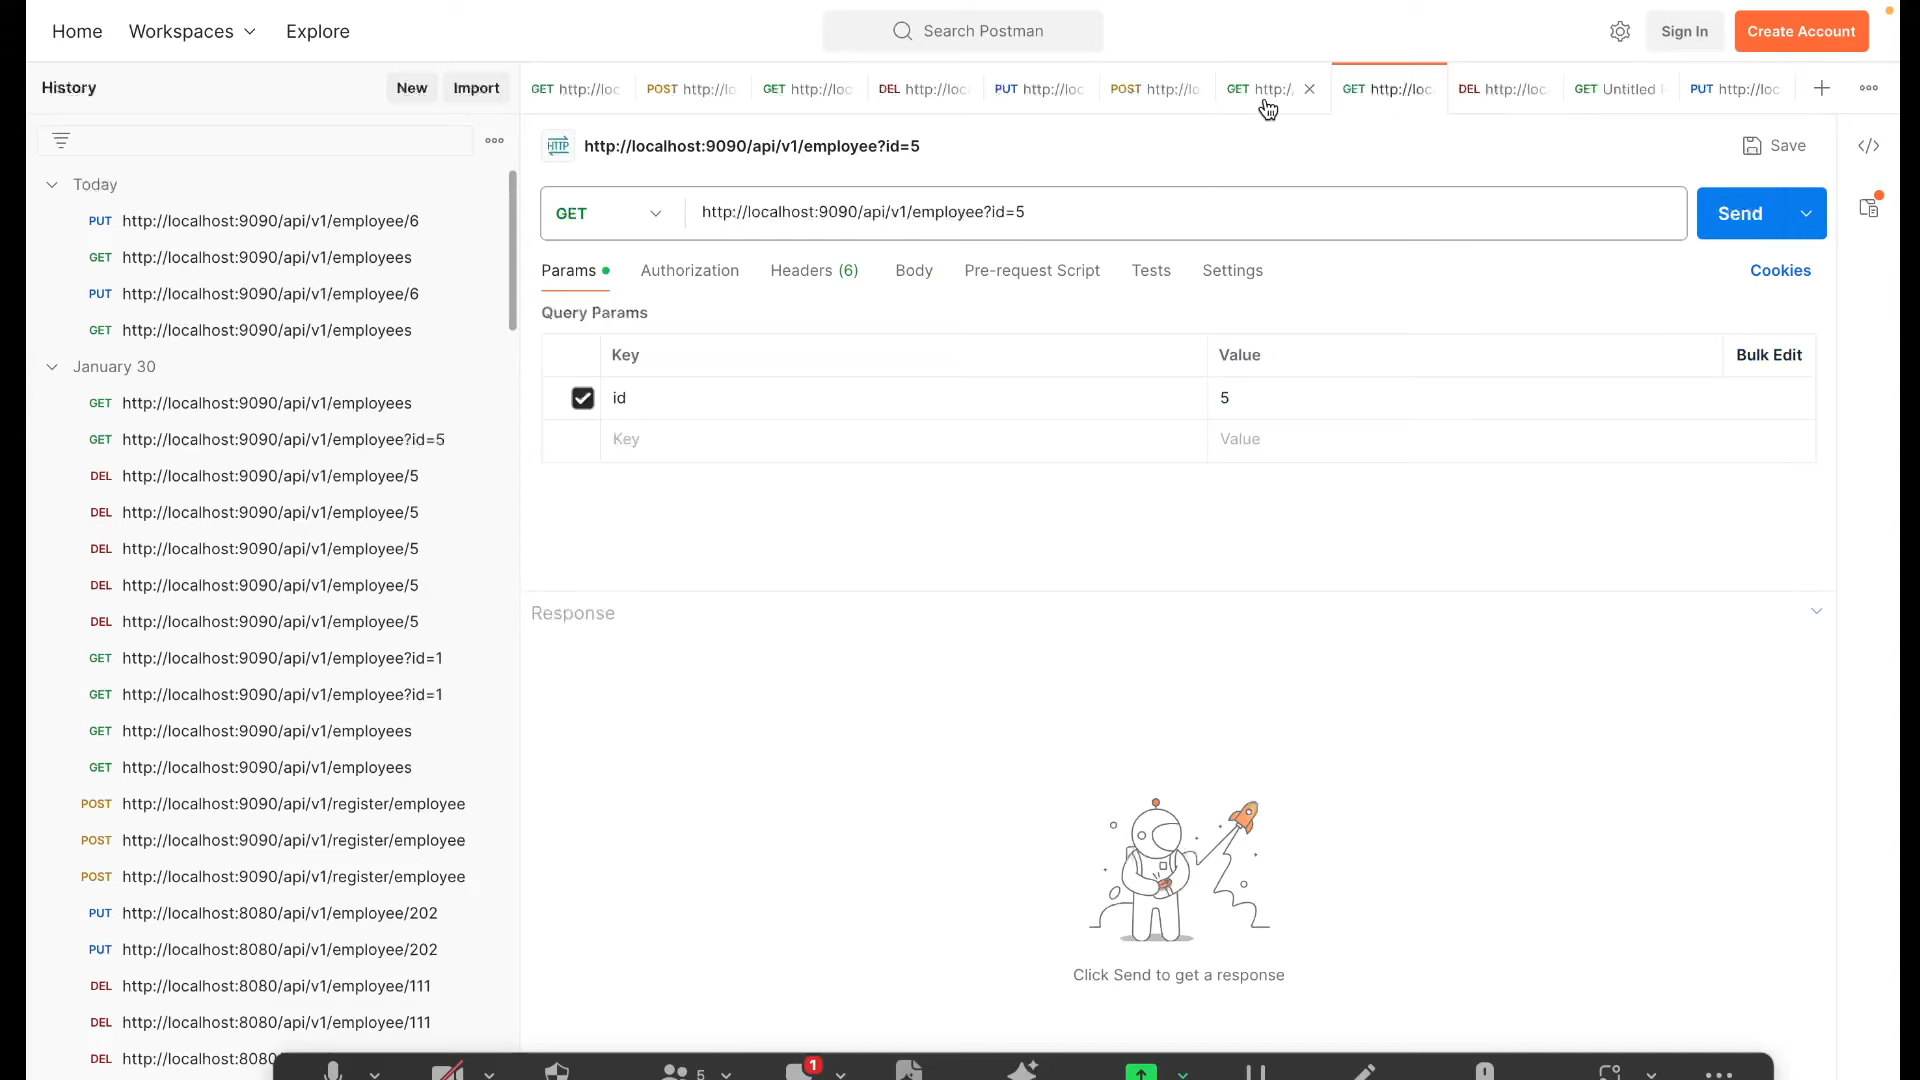 Home Workspaces Explore Search Postman Sign In Create Account
History New Import
GET http://loc POST http://lo GET http://loc DEL http://loc PUT http://loc POST http://lo GET http:/ GET http://loc DEL http://loc GET Untitled PUT http://loc
HTTP http://localhost:9090/api/v1/employee?id=5 Save
GET http://localhost:9090/api/v1/employee?id=5 Send
Params Authorization Headers (6) Body Pre-request Script Tests Settings Cookies
Query Params
Key Value Bulk Edit
id 5
Key Value
Response
Click Send to get a response
Today
PUT http://localhost:9090/api/v1/employee/6
GET http://localhost:9090/api/v1/employees
PUT http://localhost:9090/api/v1/employee/6
GET http://localhost:9090/api/v1/employees
January 30
GET http://localhost:9090/api/v1/employees
GET http://localhost:9090/api/v1/employee?id=5
DEL http://localhost:9090/api/v1/employee/5
DEL http://localhost:9090/api/v1/employee/5
DEL http://localhost:9090/api/v1/employee/5
DEL http://localhost:9090/api/v1/employee/5
DEL http://localhost:9090/api/v1/employee/5
GET http://localhost:9090/api/v1/employee?id=1
GET http://localhost:9090/api/v1/employee?id=1
GET http://localhost:9090/api/v1/employees
GET http://localhost:9090/api/v1/employees
POST http://localhost:9090/api/v1/register/employee
POST http://localhost:9090/api/v1/register/employee
POST http://localhost:9090/api/v1/register/employee
PUT http://localhost:8080/api/v1/employee/202
PUT http://localhost:8080/api/v1/employee/202
DEL http://localhost:8080/api/v1/employee/111
DEL http://localhost:8080/api/v1/employee/111
DEL http://localhost:8080
5 1